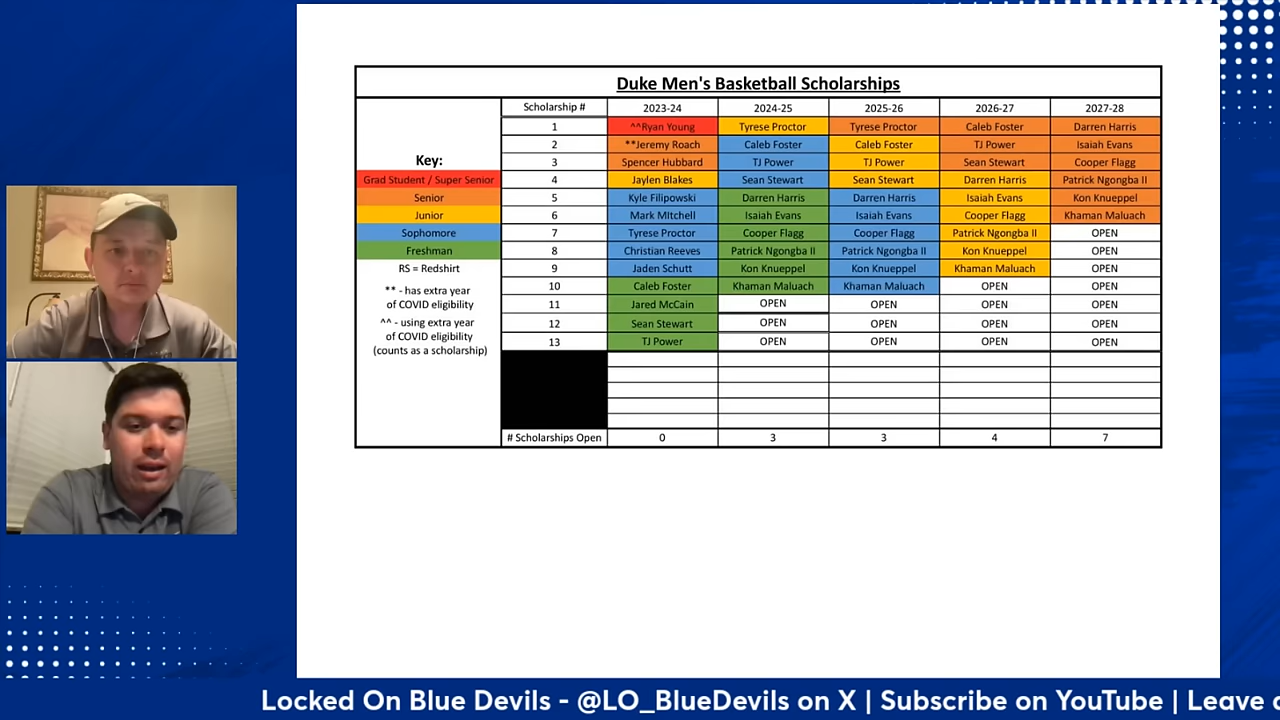 Duke Men's Basketball Scholarships
Scholarship # 2023-24 2024-25 2025-26 2026-27 2027-28
1 ^^Ryan Young Tyrese Proctor Tyrese Proctor Caleb Foster Darren Harris
2 **Jeremy Roach Caleb Foster Caleb Foster TJ Power Isaiah Evans
Key: 3 Spencer Hubbard TJ Power TJ Power Sean Stewart Cooper Flagg
Grad Student / Super Senior 4 Jaylen Blakes Sean Stewart Sean Stewart Darren Harris Patrick Ngongba II
Senior 5 Kyle Filipowski Darren Harris Darren Harris Isaiah Evans Kon Knueppel
Junior 6 Mark MItchell Isaiah Evans Isaiah Evans Cooper Flagg Khaman Maluach
Sophomore 7 Tyrese Proctor Cooper Flagg Cooper Flagg Patrick Ngongba II OPEN
Freshman 8 Christian Reeves Patrick Ngongba II Patrick Ngongba II Kon Knueppel OPEN
RS = Redshirt 9 Jaden Schutt Kon Knueppel Kon Knueppel Khaman Maluach OPEN
10 Caleb Foster Khaman Maluach Khaman Maluach OPEN OPEN
** - has extra year
of COVID eligibility
11 Jared McCain OPEN OPEN OPEN OPEN
12 Sean Stewart OPEN OPEN OPEN OPEN
^^ - using extra year
of COVID eligibility
(counts as a scholarship)
13 TJ Power OPEN OPEN OPEN OPEN
# Scholarships Open 0 3 3 4 7
Locked On Blue Devils - @LO_BlueDevils on X | Subscribe on YouTube | Leave